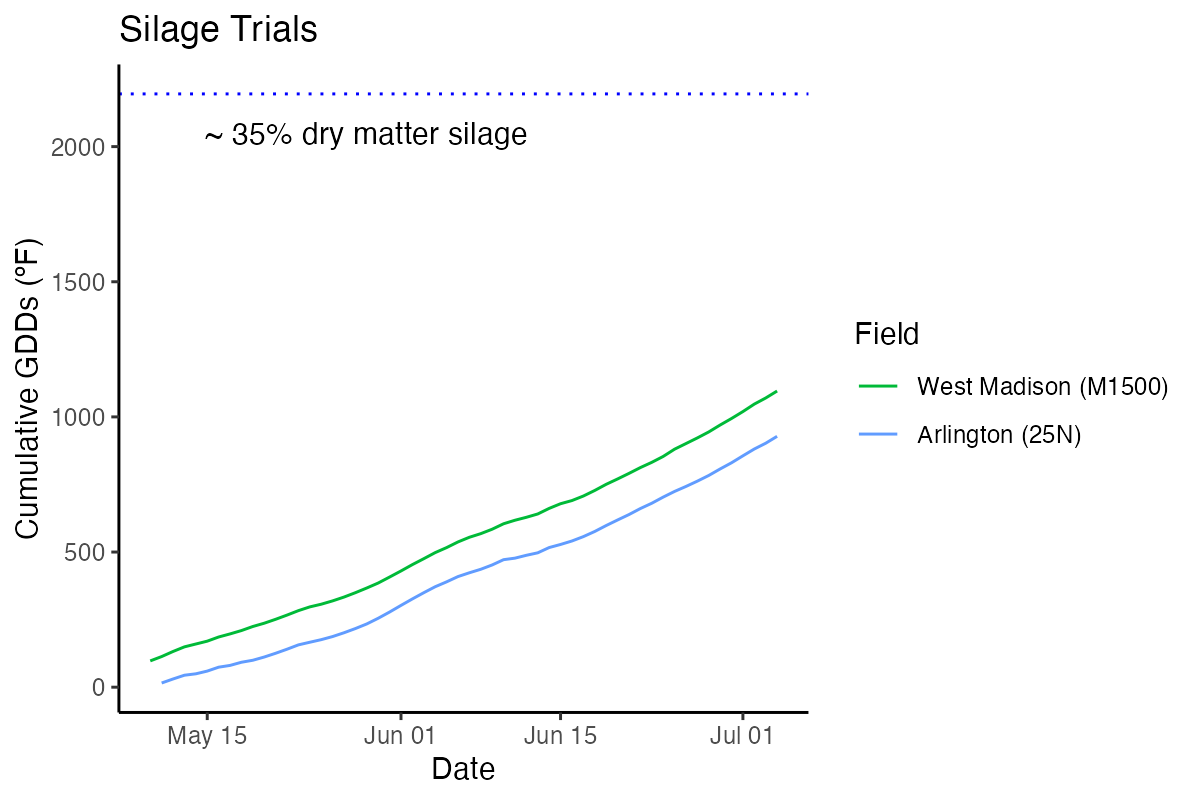 Silage Trials
~ 35% dry matter silage
2000
1500
1000
500
0
Cumulative GDDs (°F)
May 15
Jun 01
Jun 15
Jul 01
Date
Field
West Madison (M1500)
Arlington (25N)